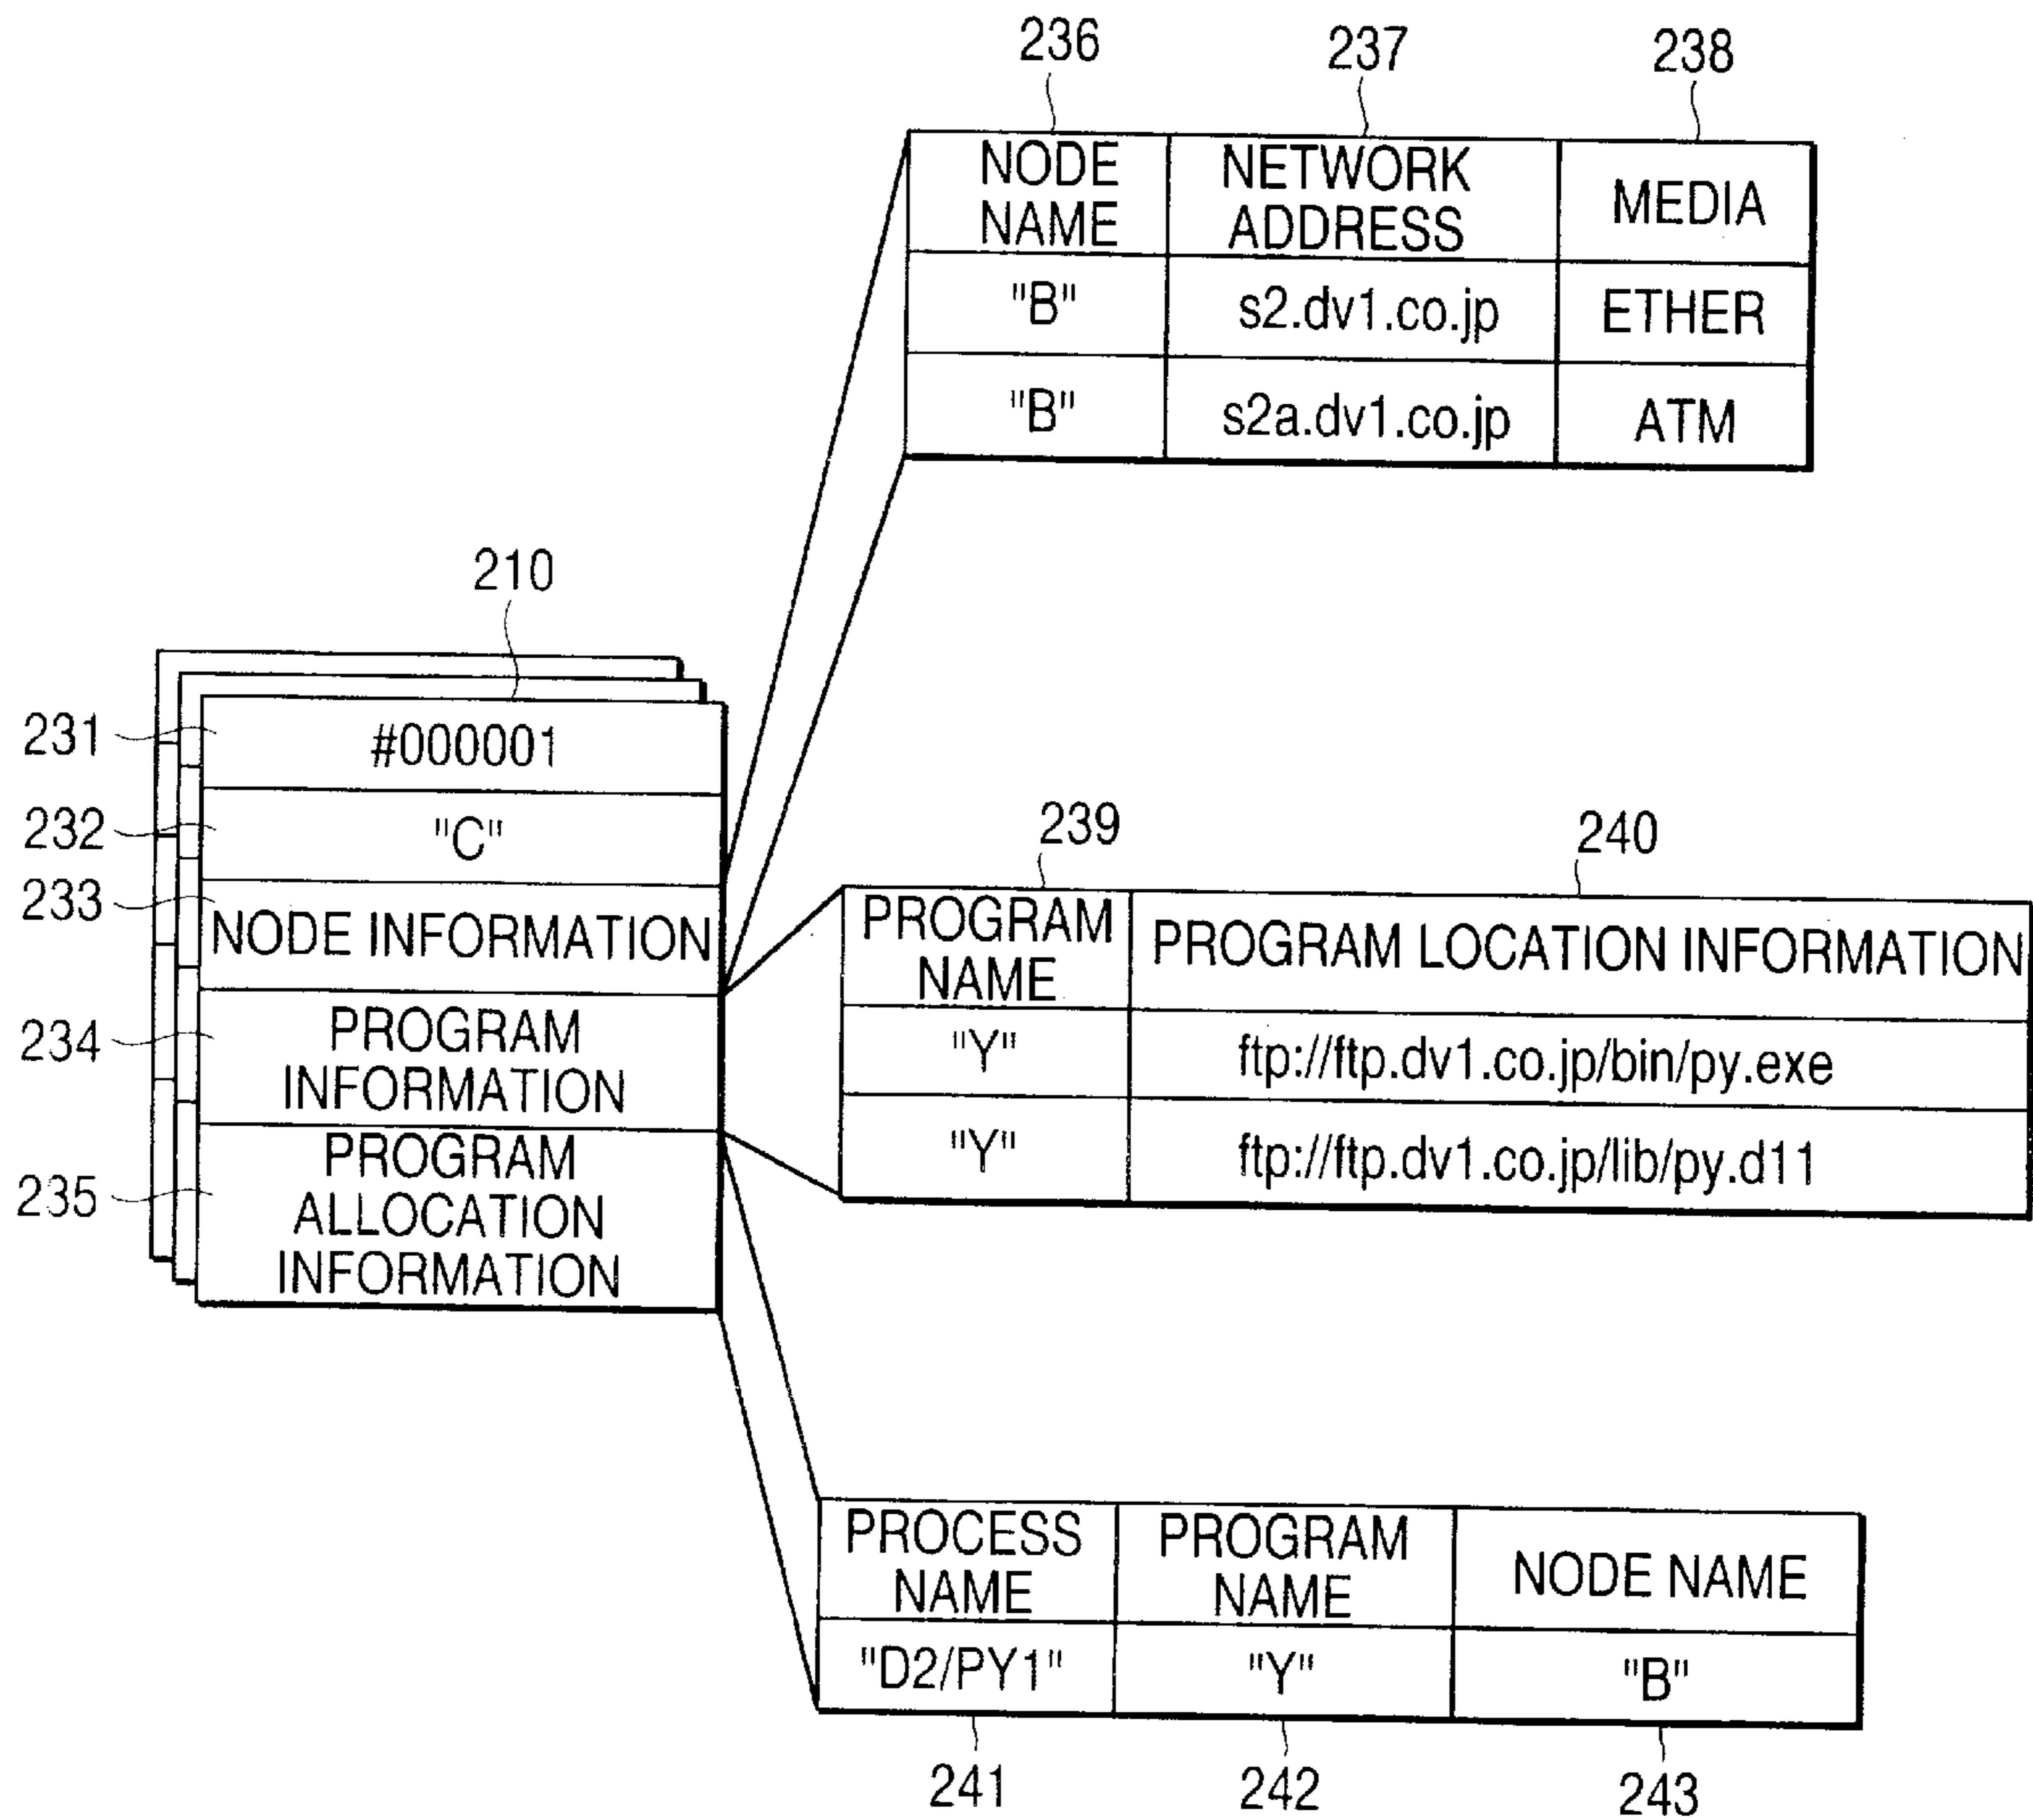 236
237
238
NODE NAME
NETWORK ADDRESS
MEDIA
"B"
s2.dv1.co.jp
ETHER
"B"
s2a.dv1.co.jp
ATM
210
231
#000001
232
"C"
233
NODE INFORMATION
234
PROGRAM
INFORMATION
235
PROGRAM
ALLOCATION
INFORMATION
239
240
PROGRAM
NAME
PROGRAM LOCATION INFORMATION
"Y"
ftp://ftp.dv1.co.jp/bin/py.exe
"Y"
ftp://ftp.dv1.co.jp/lib/py.d11
PROCESS
NAME
PROGRAM
NAME
NODE NAME
"D2/PY1"
"Y"
"B"
241
242
243